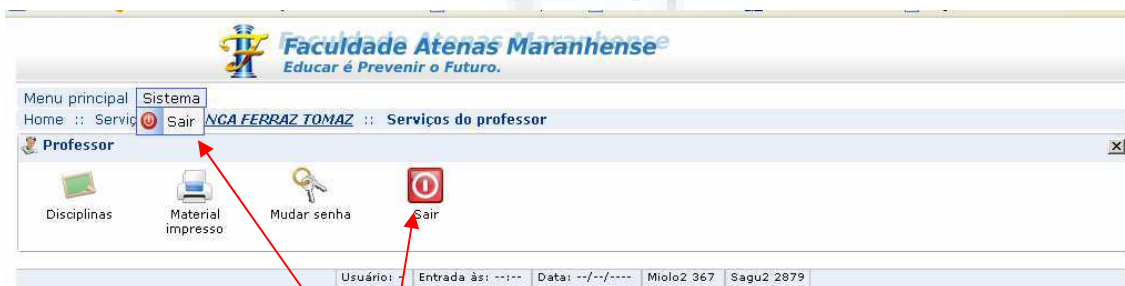 Faculdade Atenas Maranhense
Educar é Prevenir o Futuro.
Menu principal Sistema
Home :: Serviç NCA FERRAZ TOMAZ :: Serviços do professor
Sair
Professor
Disciplinas Material impresso Mudar senha Sair
Usuário: - Entrada às: --:-- Data: --/--/---- Miolo2 367 Sagu2 2879